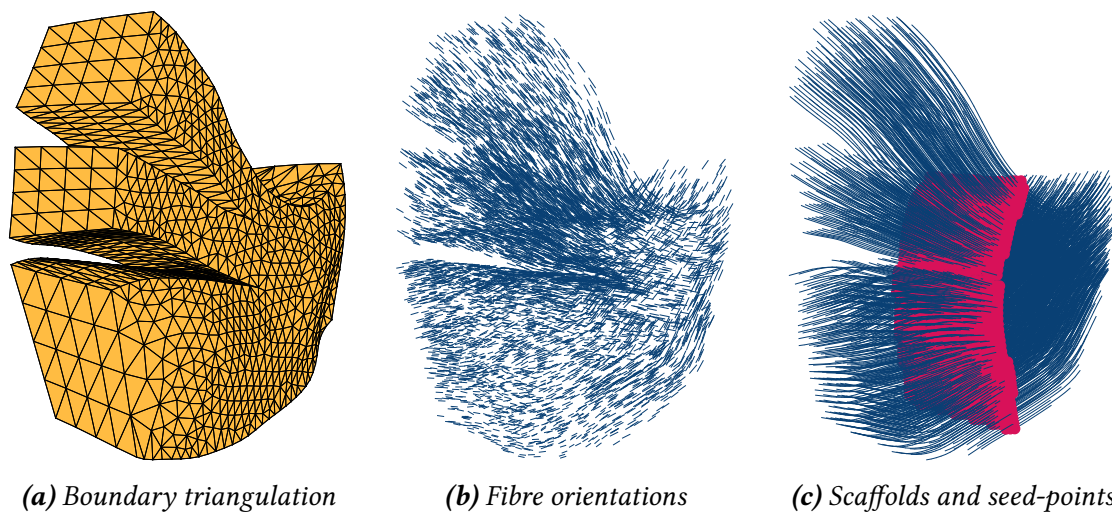 (a) Boundary triangulation
(b) Fibre orientations
(c) Scaffolds and seed-points